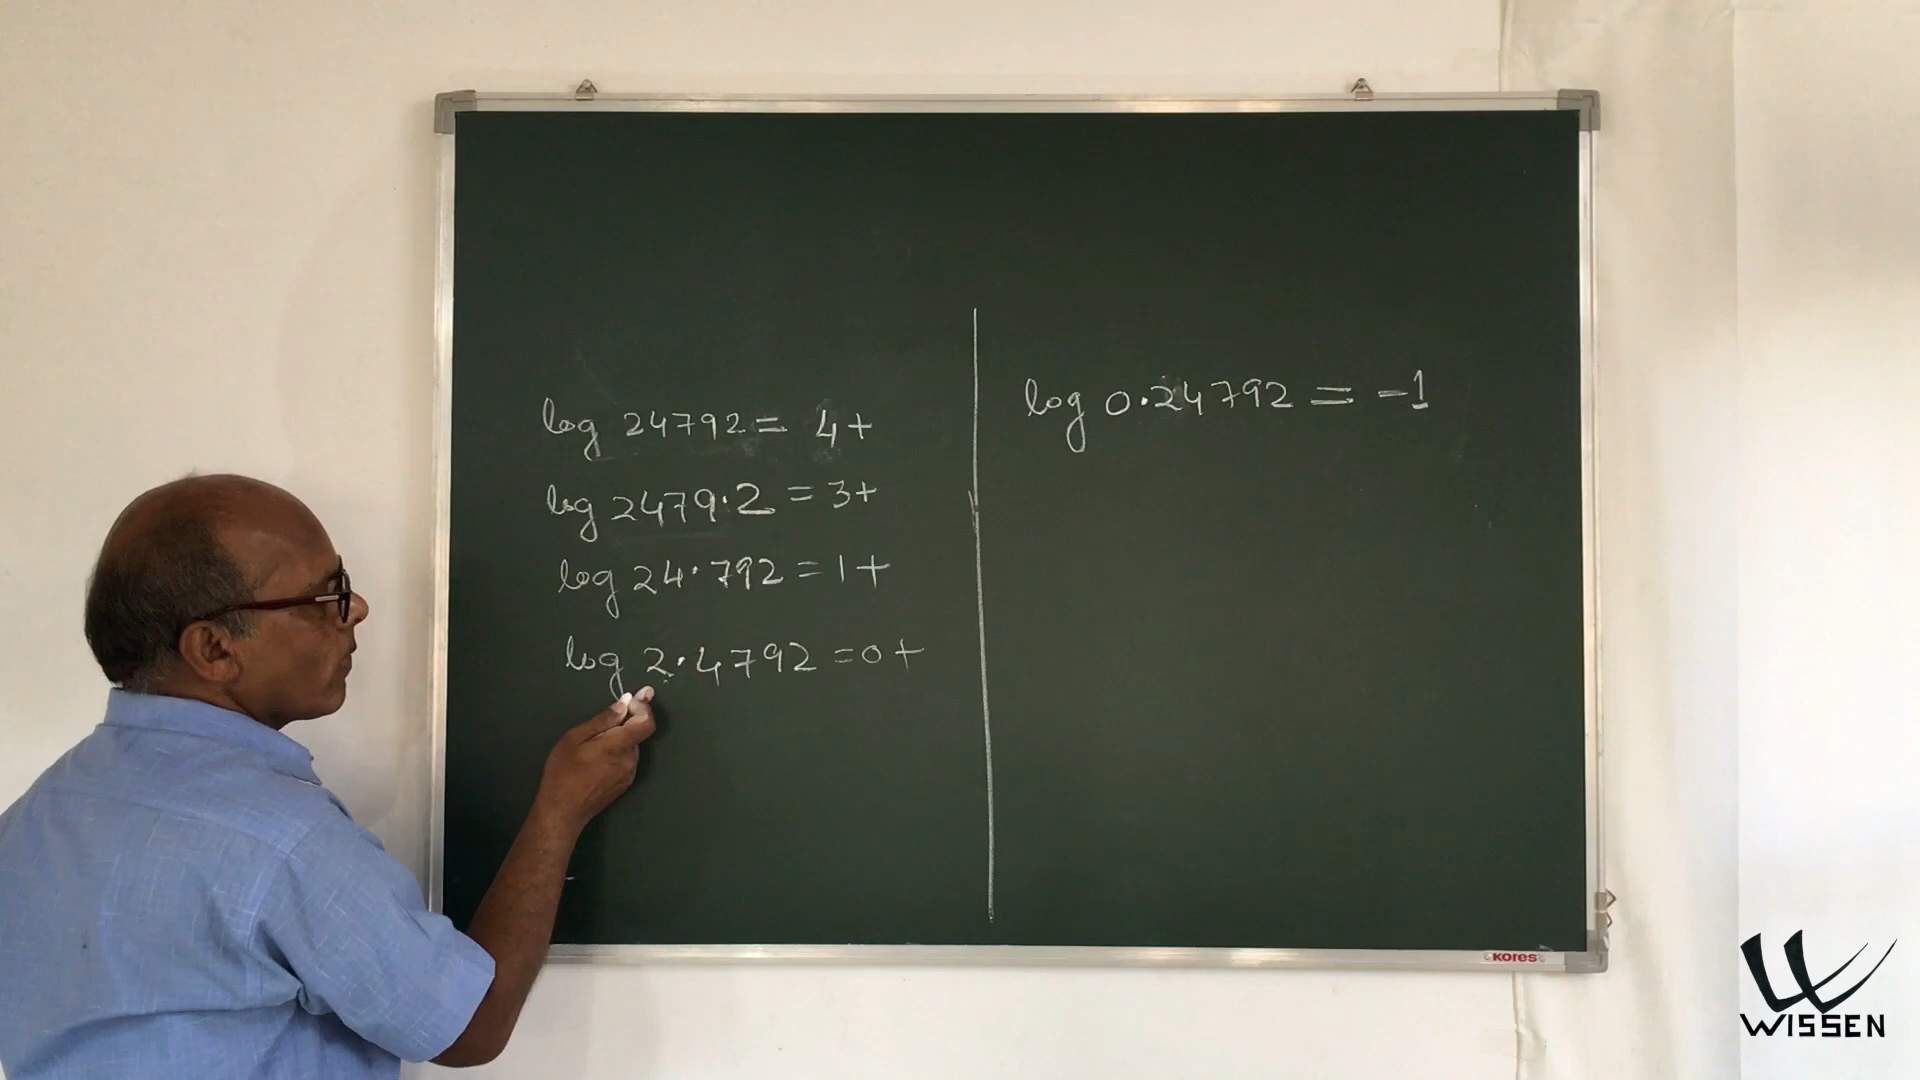 log 24792 = 4+
log 2479.2 = 3+
log 24.792 = 1+
log 2.4792 = 0+
log 0.24792 = -1
kores
WISSEN